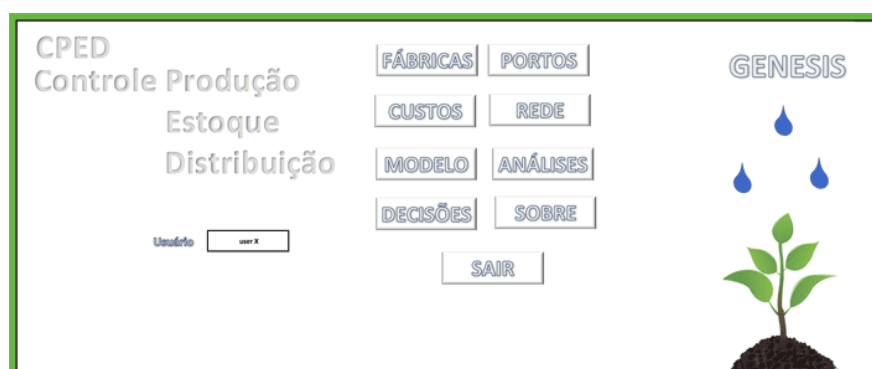 CPED
Controle Produção
Estoque
Distribuição
Usuário user X
FÁBRICAS PORTOS
CUSTOS REDE
MODELO ANÁLISES
DECISÕES SOBRE
SAIR
GENESIS